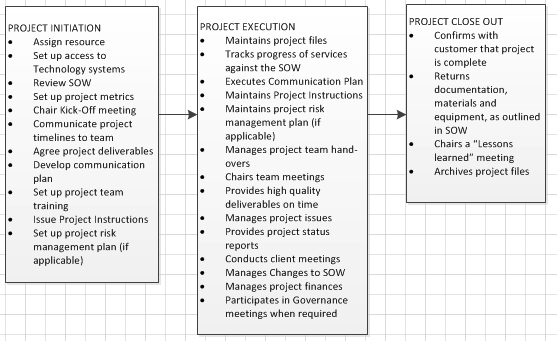 PROJECT INITIATION
• Assign resource
• Set up access to
Technology systems
• Review SOW
• Set up project metrics
• Chair Kick-Off meeting
• Communicate project
timelines to team
• Agree project deliverables
• Develop communication
plan
• Set up project team
training
• Issue Project Instructions
• Set up project risk
management plan (if
applicable)
PROJECT EXECUTION
• Maintains project files
• Tracks progress of services
against the SOW
• Executes Communication Plan
• Maintains Project Instructions
• Maintains project risk
management plan (if
applicable)
• Manages project team hand-
overs
• Chairs team meetings
• Provides high quality
deliverables on time
• Manages project issues
• Provides project status
reports
• Conducts client meetings
• Manages Changes to SOW
• Manages project finances
• Participates in Governance
meetings when required
PROJECT CLOSE OUT
• Confirms with
customer that project
is complete
• Returns
documentation,
materials and
equipment, as outlined
in SOW
• Chairs a “Lessons
learned” meeting
• Archives project files